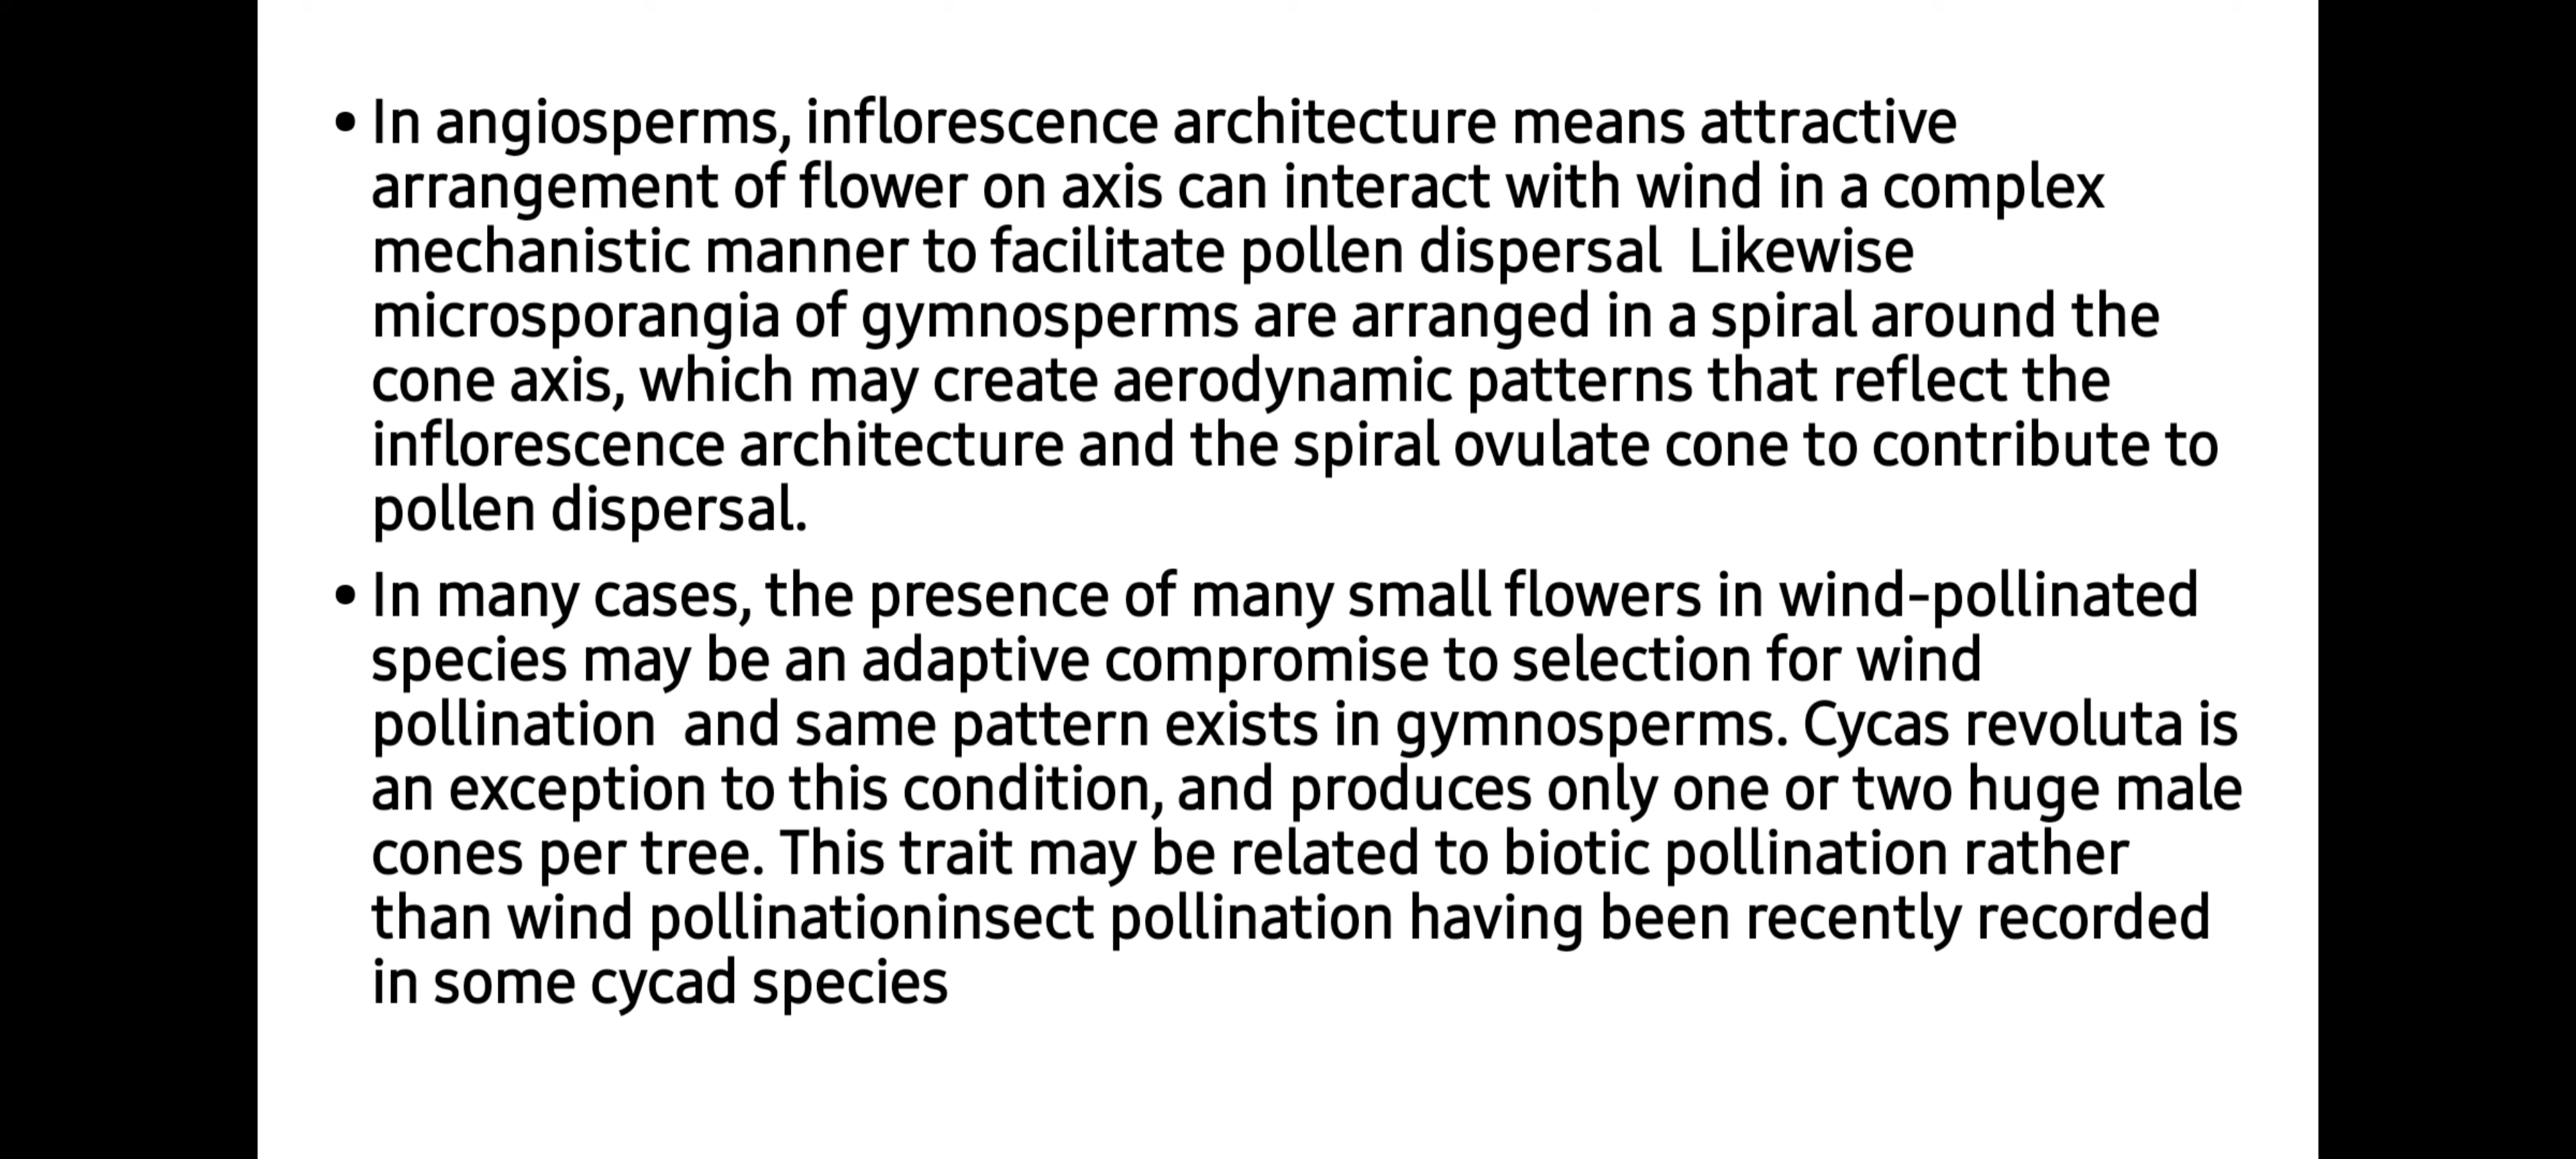 • In angiosperms, inflorescence architecture means attractive
arrangement of flower on axis can interact with wind in a complex
mechanistic manner to facilitate pollen dispersal  Likewise
microsporangia of gymnosperms are arranged in a spiral around the
cone axis, which may create aerodynamic patterns that reflect the
inflorescence architecture and the spiral ovulate cone to contribute to
pollen dispersal.
• In many cases, the presence of many small flowers in wind-pollinated
species may be an adaptive compromise to selection for wind
pollination  and same pattern exists in gymnosperms. Cycas revoluta is
an exception to this condition, and produces only one or two huge male
cones per tree. This trait may be related to biotic pollination rather
than wind pollinationinsect pollination having been recently recorded
in some cycad species